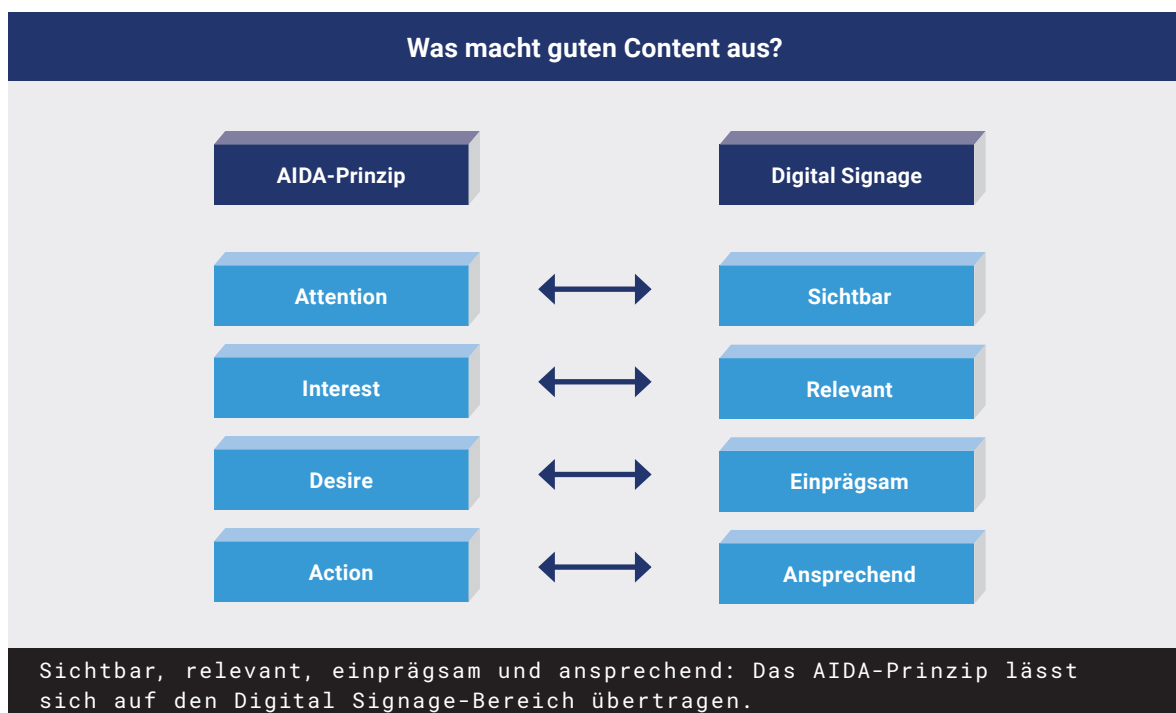 Was macht guten Content aus?
AIDA-Prinzip
Digital Signage
Attention
Sichtbar
Interest
Relevant
Desire
Einprägsam
Action
Ansprechend
Sichtbar, relevant, einprägsam und ansprechend: Das AIDA-Prinzip lässt
sich auf den Digital Signage-Bereich übertragen.